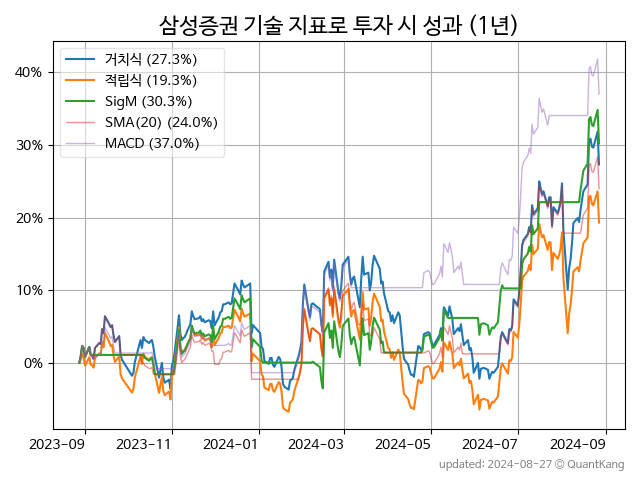 삼성증권 기술 지표로 투자 시 성과 (1년)
거치식 (27.3%)
적립식 (19.3%)
SigM (30.3%)
SMA(20) (24.0%)
MACD (37.0%)
40%
30%
20%
10%
0%
2023-09 2023-11 2024-01 2024-03 2024-05 2024-07 2024-09
updated: 2024-08-27 © QuantKang